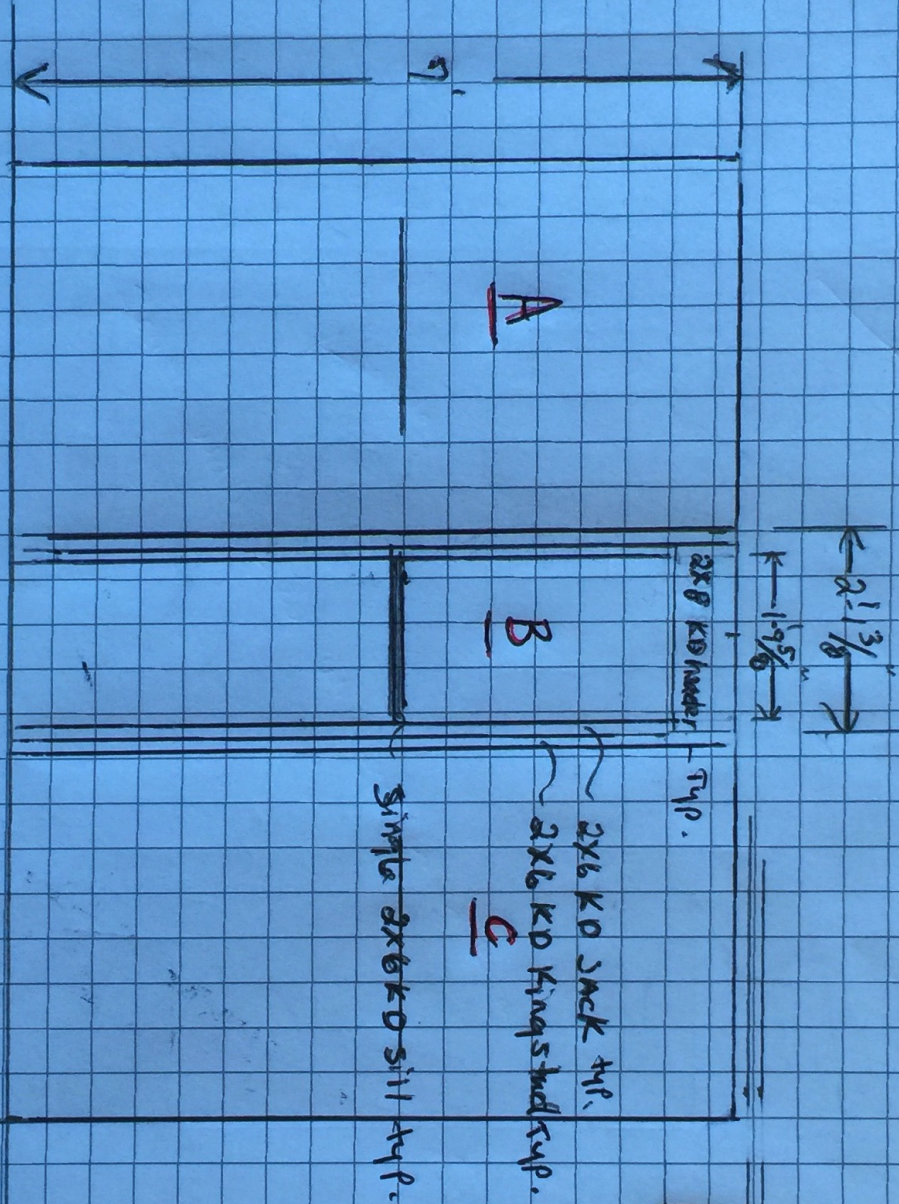 2'-1 3/8"
1'-9 5/8"
2x8 KD header
Typ.
5'
A
B
C
2x6 KD JACK typ.
2x6 KD King stud Typ.
Single 2x6 KD sill typ.